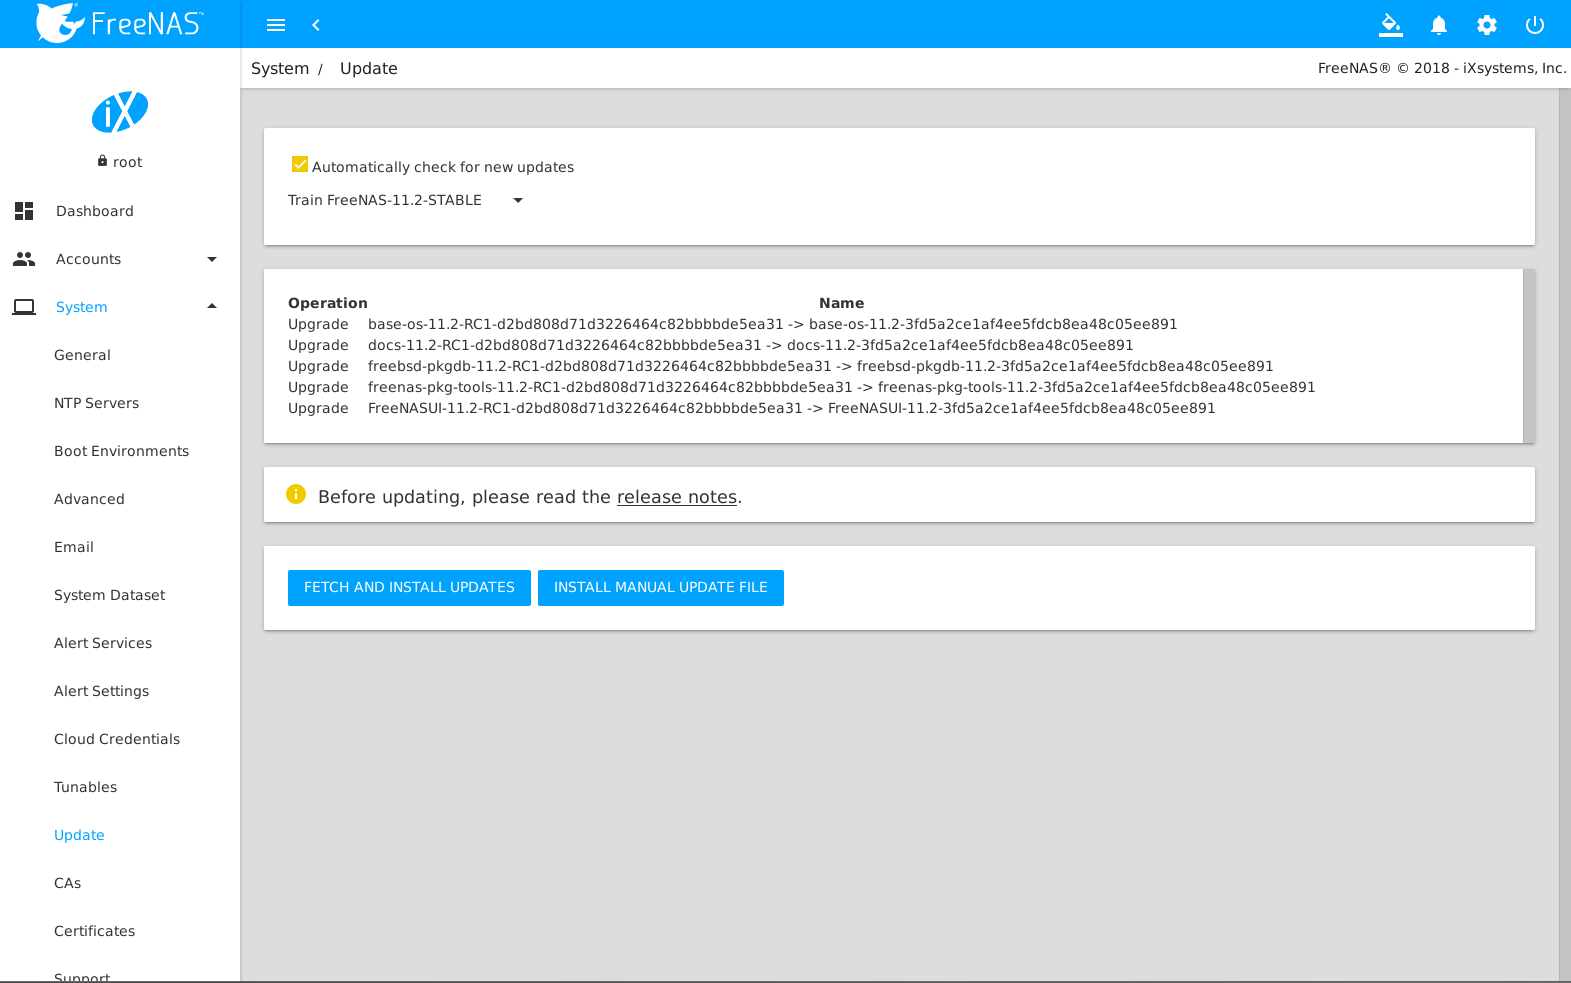 FreeNAS™
System / Update
FreeNAS® © 2018 - iXsystems, Inc.
iX
root
Dashboard
Accounts
System
General
NTP Servers
Boot Environments
Advanced
Email
System Dataset
Alert Services
Alert Settings
Cloud Credentials
Tunables
Update
CAs
Certificates
Support
Automatically check for new updates
Train FreeNAS-11.2-STABLE
Operation Name
Upgrade base-os-11.2-RC1-d2bd808d71d3226464c82bbbbde5ea31 -> base-os-11.2-3fd5a2ce1af4ee5fdcb8ea48c05ee891
Upgrade docs-11.2-RC1-d2bd808d71d3226464c82bbbbde5ea31 -> docs-11.2-3fd5a2ce1af4ee5fdcb8ea48c05ee891
Upgrade freebsd-pkgdb-11.2-RC1-d2bd808d71d3226464c82bbbbde5ea31 -> freebsd-pkgdb-11.2-3fd5a2ce1af4ee5fdcb8ea48c05ee891
Upgrade freenas-pkg-tools-11.2-RC1-d2bd808d71d3226464c82bbbbde5ea31 -> freenas-pkg-tools-11.2-3fd5a2ce1af4ee5fdcb8ea48c05ee891
Upgrade FreeNASUI-11.2-RC1-d2bd808d71d3226464c82bbbbde5ea31 -> FreeNASUI-11.2-3fd5a2ce1af4ee5fdcb8ea48c05ee891
Before updating, please read the release notes.
FETCH AND INSTALL UPDATES
INSTALL MANUAL UPDATE FILE